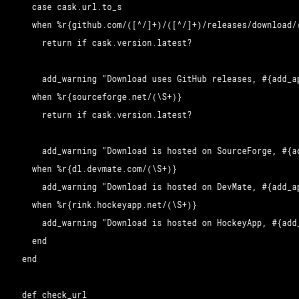 case cask.url.to_s
when %r{github.com/([^/]+)/([^/]+)/releases/download/(
return if cask.version.latest?
add_warning "Download uses GitHub releases, #{add_ap
when %r{sourceforge.net/(\S+)}
return if cask.version.latest?
add_warning "Download is hosted on SourceForge, #{ad
when %r{dl.devmate.com/(\S+)}
add_warning "Download is hosted on DevMate, #{add_ap
when %r{rink.hockeyapp.net/(\S+)}
add_warning "Download is hosted on HockeyApp, #{add_
end
end
def check_url